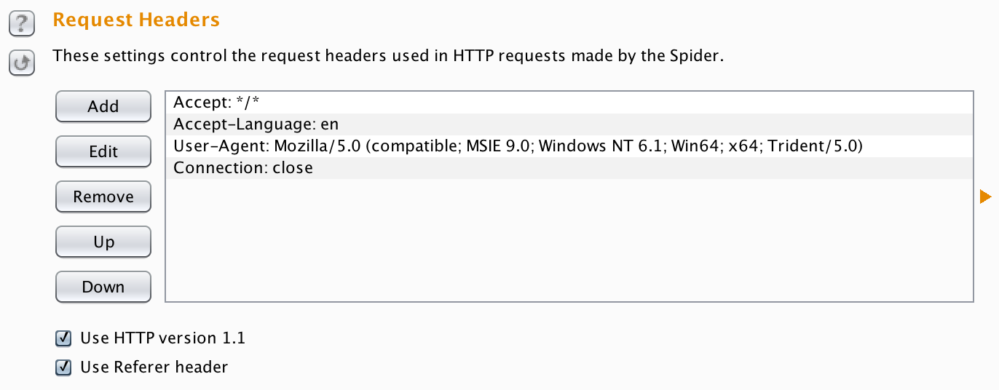 ?
Request Headers
These settings control the request headers used in HTTP requests made by the Spider.
Add
Edit
Remove
Up
Down
Accept: */*
Accept-Language: en
User-Agent: Mozilla/5.0 (compatible; MSIE 9.0; Windows NT 6.1; Win64; x64; Trident/5.0)
Connection: close
Use HTTP version 1.1
Use Referer header